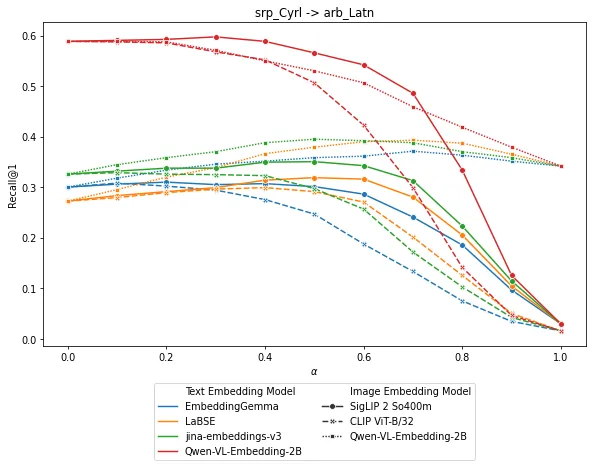 srp_Cyrl -> arb_Latn
Recall@1
0.6
0.5
0.4
0.3
0.2
0.1
0.0
0.0 0.2 0.4 0.6 0.8 1.0
α
Text Embedding Model Image Embedding Model
EmbeddingGemma SigLIP 2 So400m
LaBSE CLIP ViT-B/32
jina-embeddings-v3 Qwen-VL-Embedding-2B
Qwen-VL-Embedding-2B